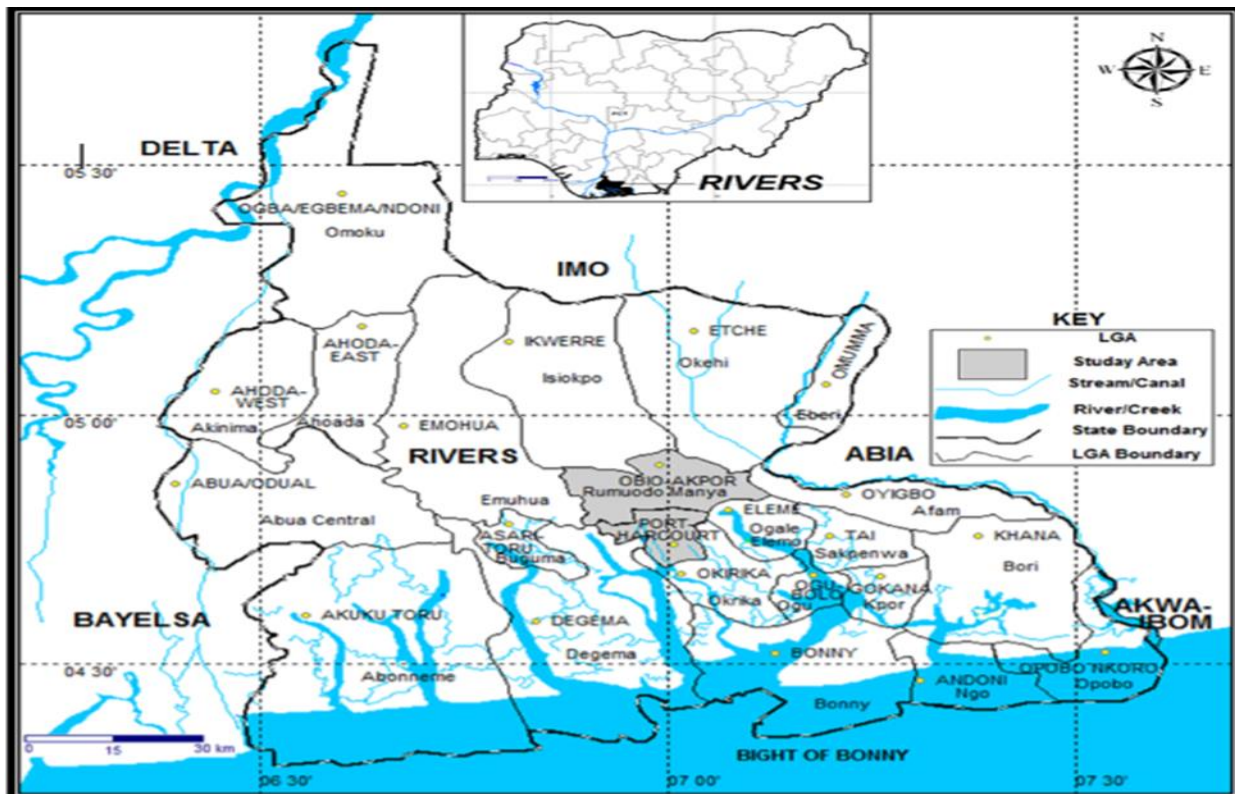 N
W E
S
RIVERS
DELTA
05 30'
OGBA/EGBEMA/NDONI
Omoku
IMO
KEY
LGA
Studay Area
Stream/Canal
River/Creek
State Boundary
LGA Boundary
AHODA-
EAST
IKWERRE
Isiokpo
ETCHE
Okehi
OMUMMA
Eberi
AHODA-
WEST
Akinima
Ahoada
05 00'
EMOHUA
RIVERS
ABIA
OBIO-AKPOR
Rumuodo Manya
ABUA/ODUAL
Abua Central
Emuhua
OYIGBO
Afam
ELEME
Ogale
Elemo
ASARI-
TORU
Buguma
PORT-
HARCOURT
TAI
Sakpenwa
KHANA
Bori
OKIRIKA
Okrika
OGU-
BOLO
Ogu
GOKANA
Kpor
BAYELSA
AKUKU TORU
Abonneme
DEGEMA
Degema
AKWA-
IBOM
BONNY
Bonny
04 30'
ANDONI
Ngo
OPOBO NKORO
Opobo
0 15 30 km
BIGHT OF BONNY
06 30'
07 00'
07 30'